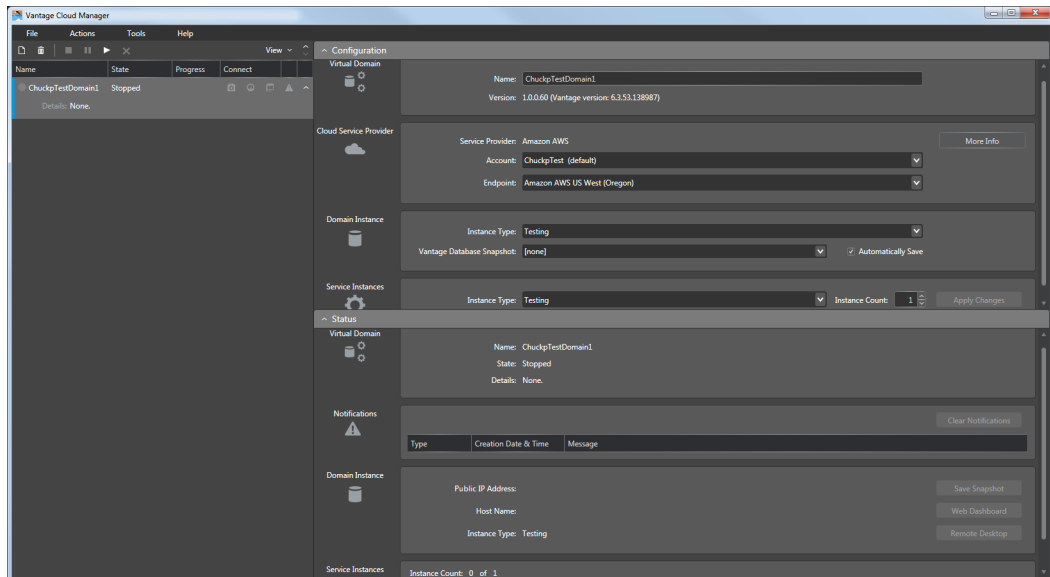 Vantage Cloud Manager
File Actions Tools Help
View
Name State Progress Connect
ChuckpTestDomain1 Stopped
Details: None.
Configuration
Virtual Domain
Name: ChuckpTestDomain1
Version: 1.0.0.60 (Vantage version: 6.3.53.138987)
Cloud Service Provider
Service Provider: Amazon AWS More Info
Account: ChuckpTest (default)
Endpoint: Amazon AWS US West (Oregon)
Domain Instance
Instance Type: Testing
Vantage Database Snapshot: [none] Automatically Save
Service Instances
Instance Type: Testing Instance Count: 1 Apply Changes
Status
Virtual Domain
Name: ChuckpTestDomain1
State: Stopped
Details: None.
Notifications
Clear Notifications
Type Creation Date & Time Message
Domain Instance
Public IP Address: Save Snapshot
Host Name: Web Dashboard
Instance Type: Testing Remote Desktop
Service Instances
Instance Count: 0 of 1